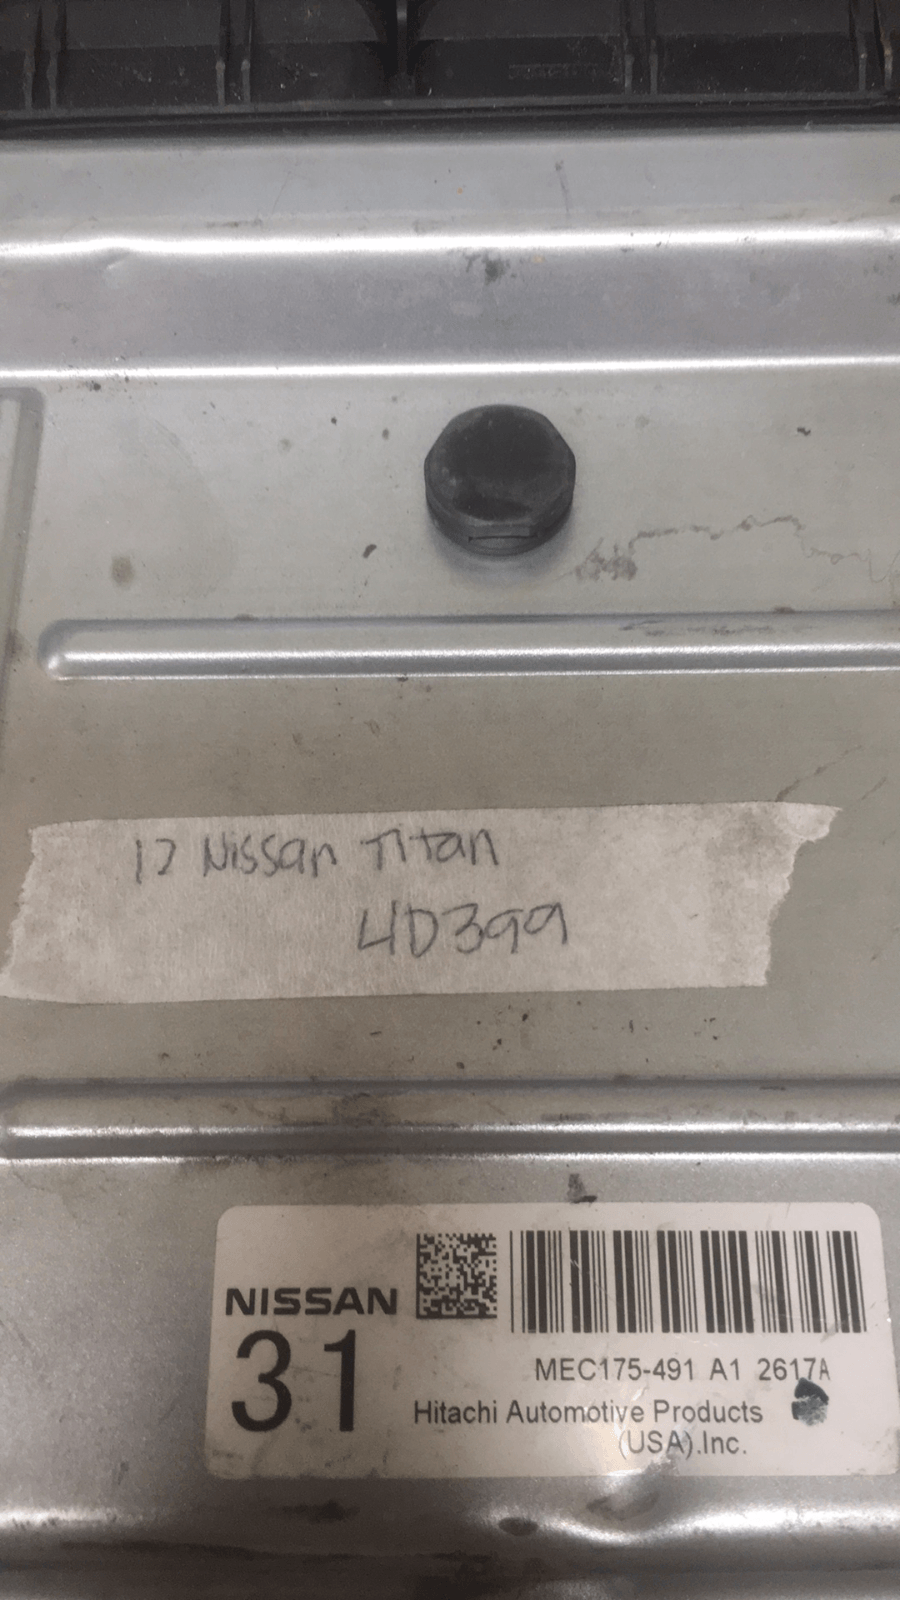 12 Nissan Titan
4D399
NISSAN
31
MEC175-491 A1 2617A
Hitachi Automotive Products
(USA).Inc.